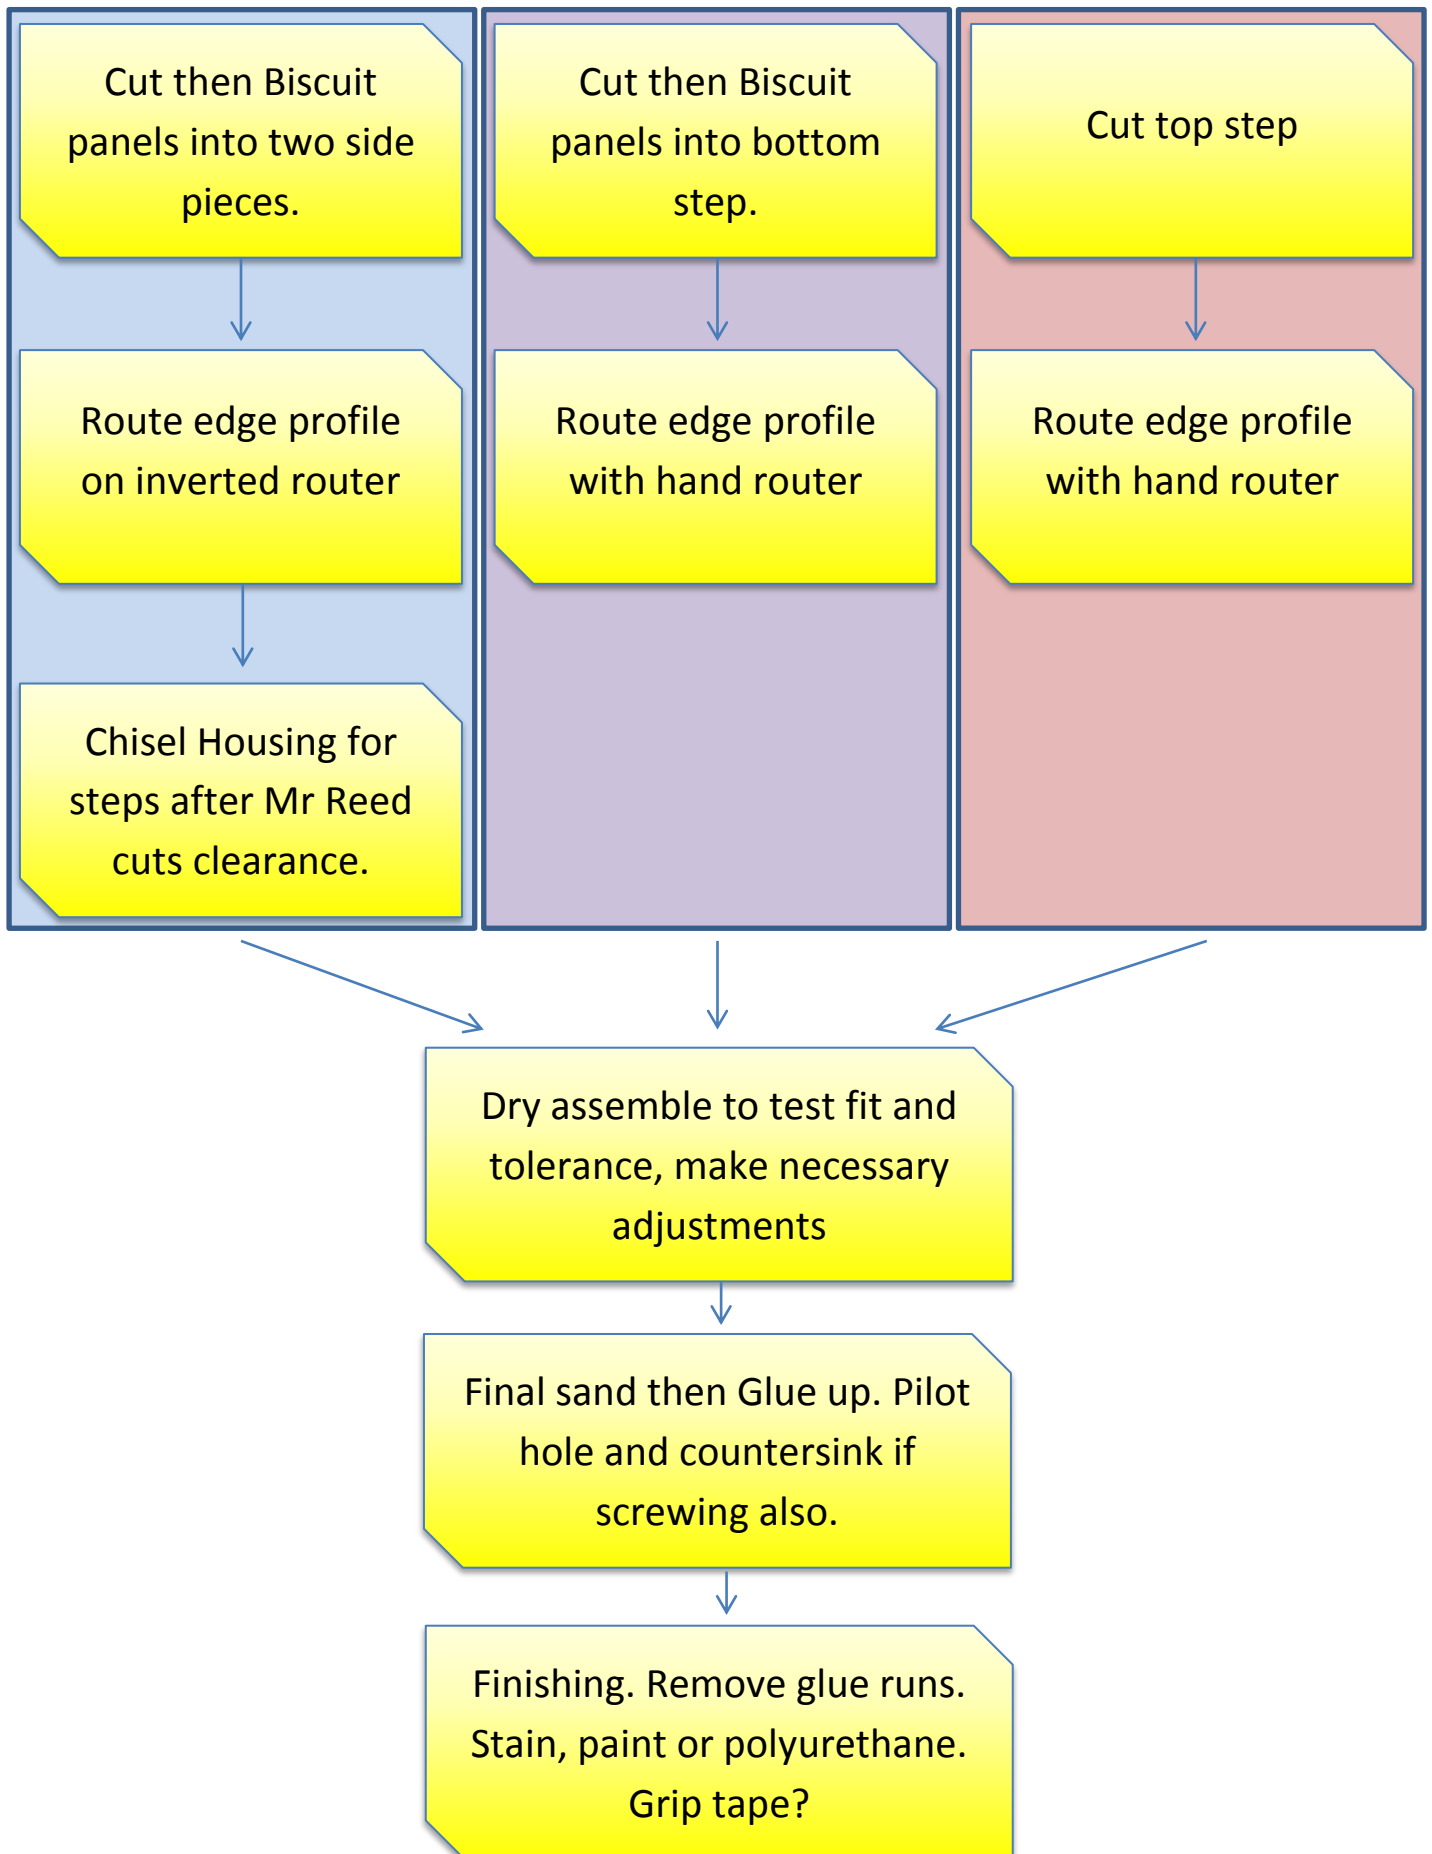 Cut then Biscuit
panels into two side
pieces.
Cut then Biscuit
panels into bottom
step.
Cut top step
Route edge profile
on inverted router
Route edge profile
with hand router
Route edge profile
with hand router
Chisel Housing for
steps after Mr Reed
cuts clearance.
Dry assemble to test fit and
tolerance, make necessary
adjustments
Final sand then Glue up. Pilot
hole and countersink if
screwing also.
Finishing. Remove glue runs.
Stain, paint or polyurethane.
Grip tape?